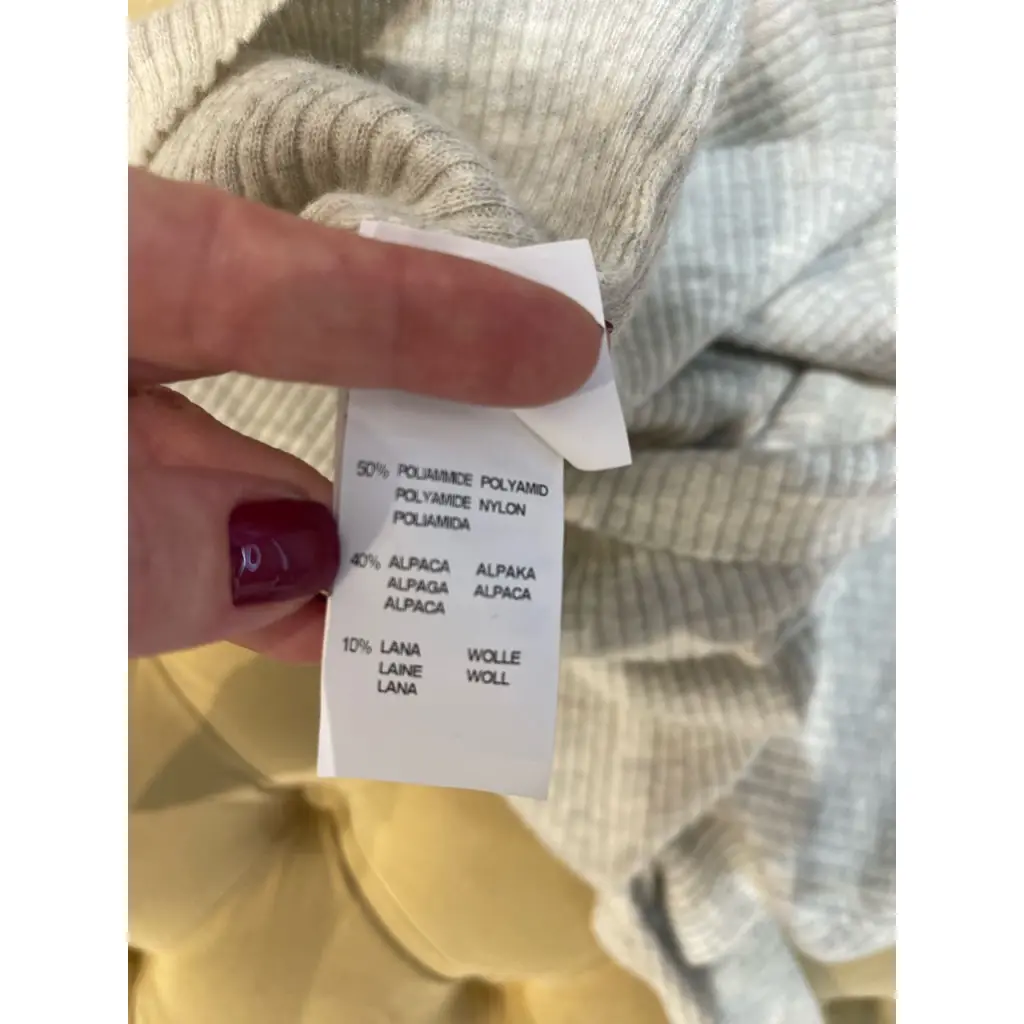 50% POLIAMMIDE POLYAMID
POLYAMIDE NYLON
POLIAMIDA
40% ALPACA ALPAKA
ALPAGA ALPACA
ALPACA
10% LANA WOLLE
LAINE WOLL
LANA